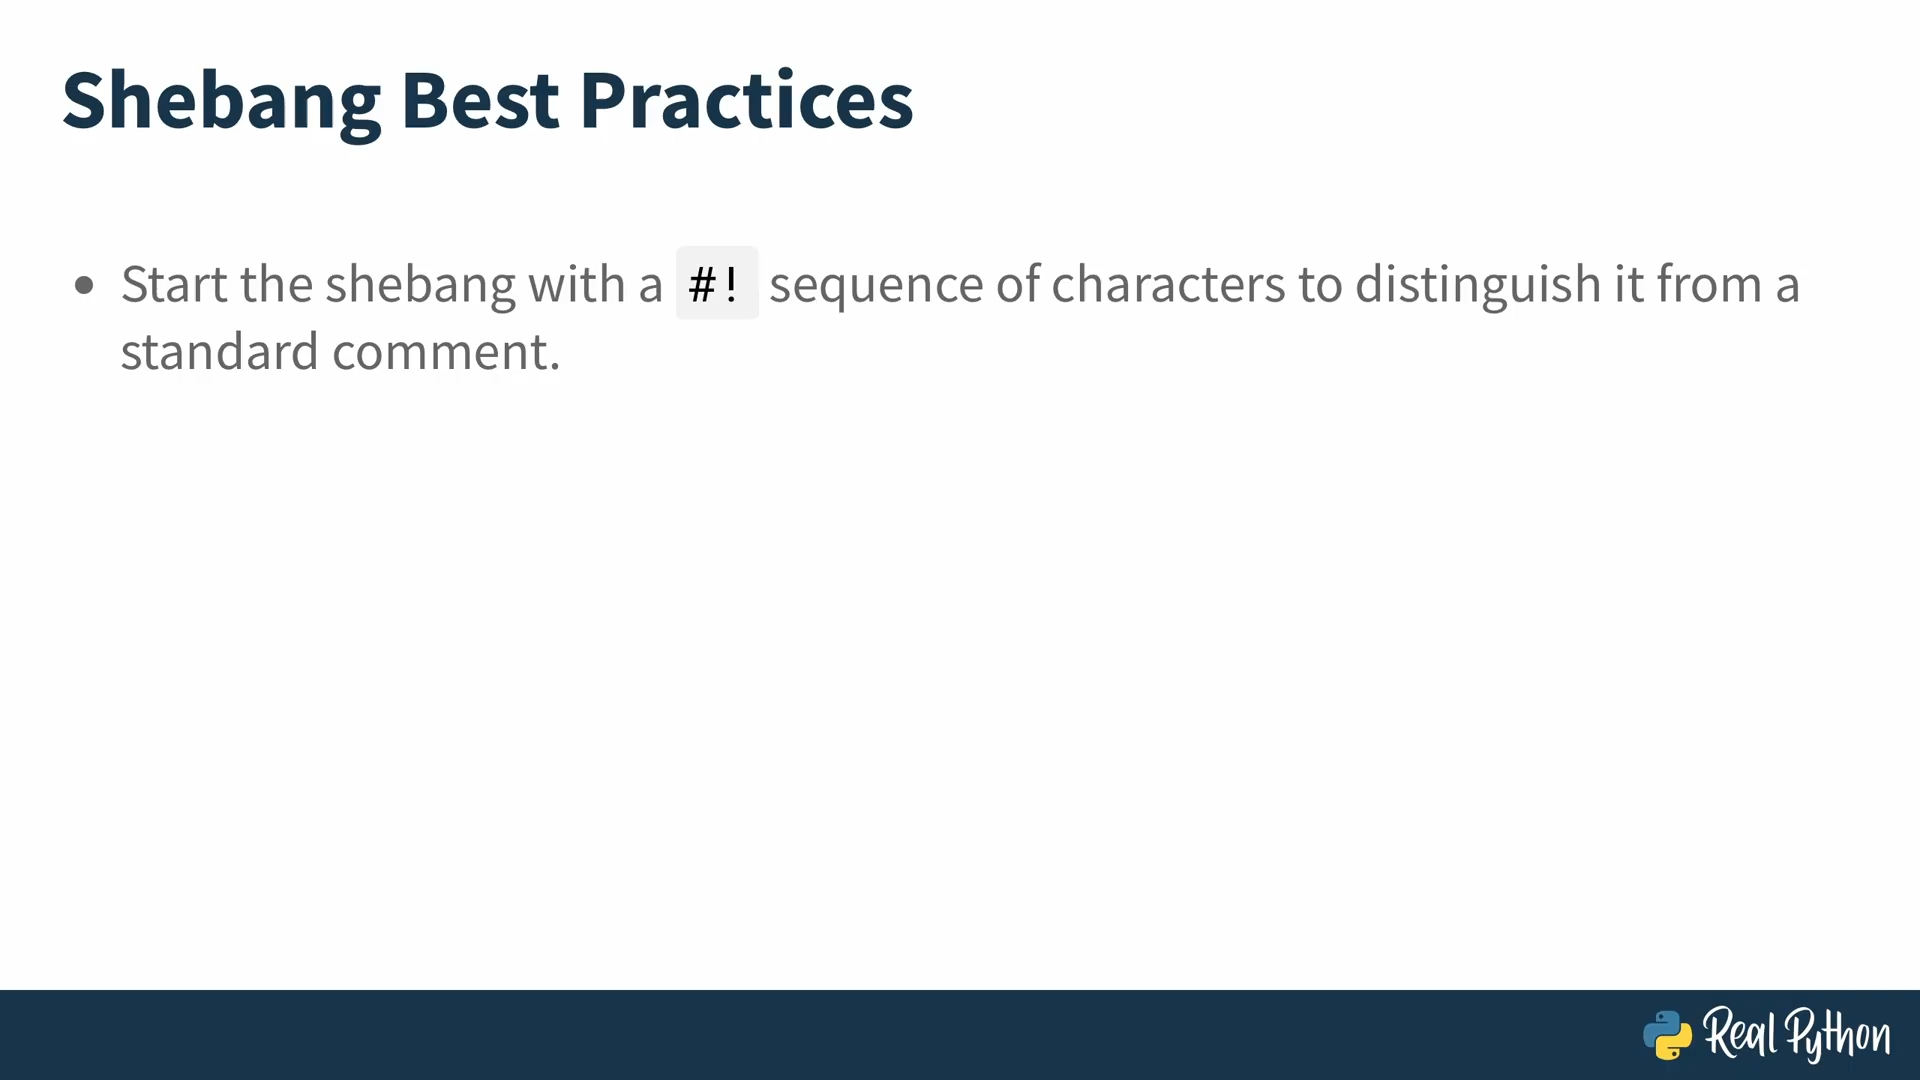 Shebang Best Practices
• Start the shebang with a #! sequence of characters to distinguish it from a
standard comment.
Real Python